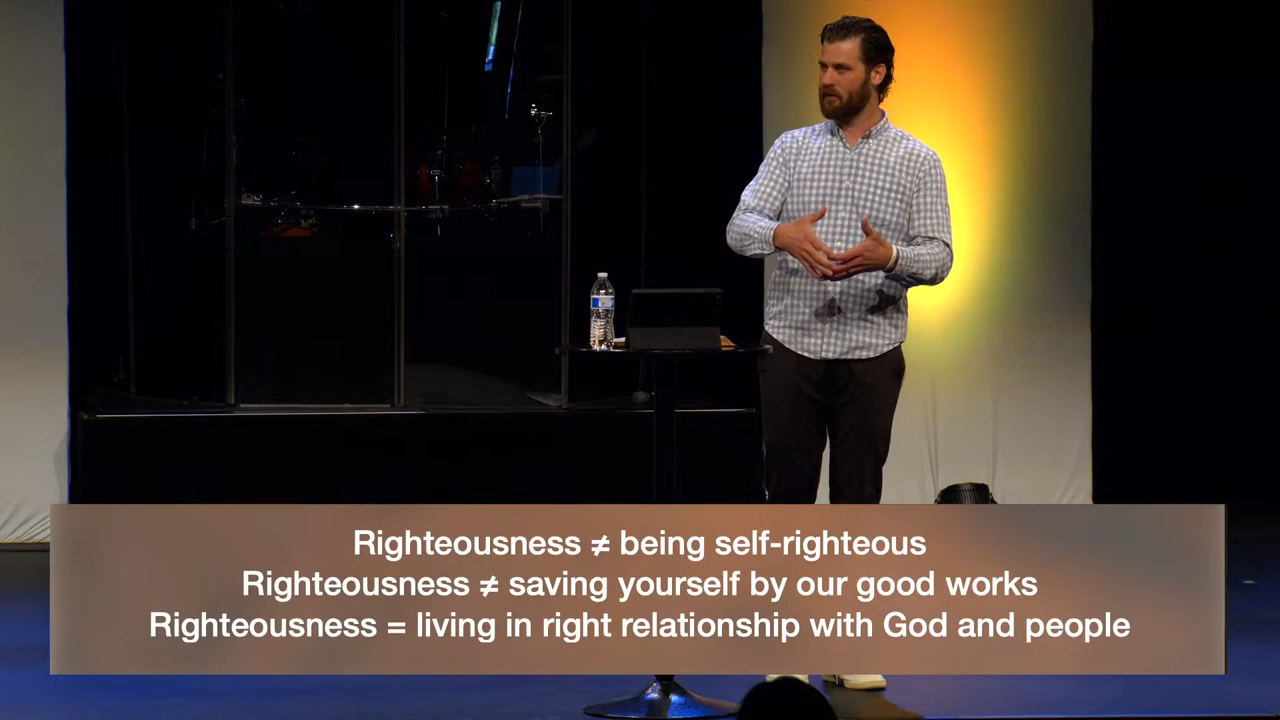 Righteousness ≠ being self-righteous
Righteousness ≠ saving yourself by our good works
Righteousness = living in right relationship with God and people